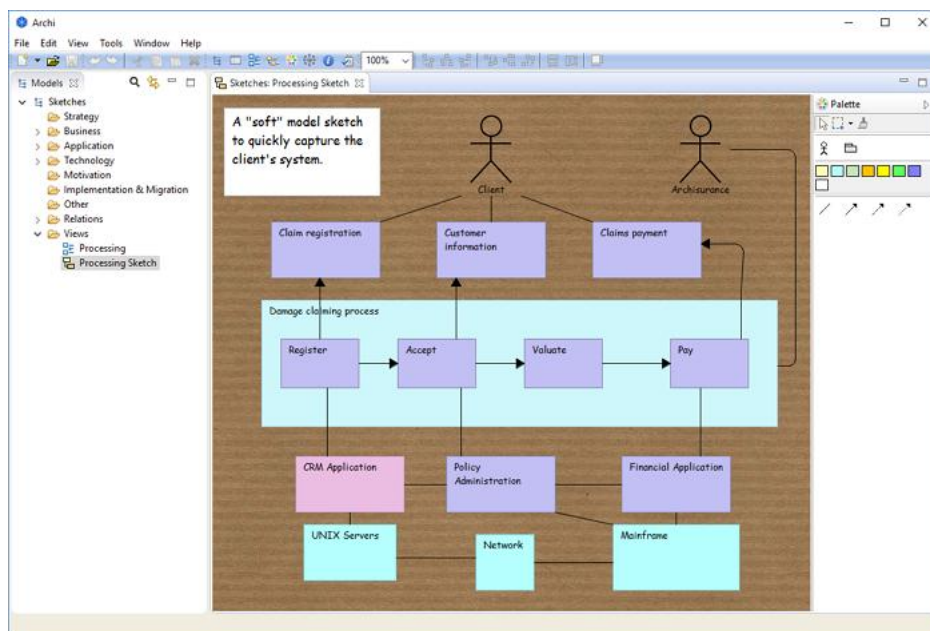 Archi
File Edit View Tools Window Help
100%
Models
Sketches
Strategy
Business
Application
Technology
Motivation
Implementation & Migration
Other
Relations
Views
Processing
Processing Sketch
Sketches: Processing Sketch
A "soft" model sketch
to quickly capture the
client's system.
Client
Archisurance
Claim registration
Customer
information
Claims payment
Damage claiming process
Register
Accept
Valuate
Pay
CRM Application
Policy
Administration
Financial Application
UNIX Servers
Network
Mainframe
Palette